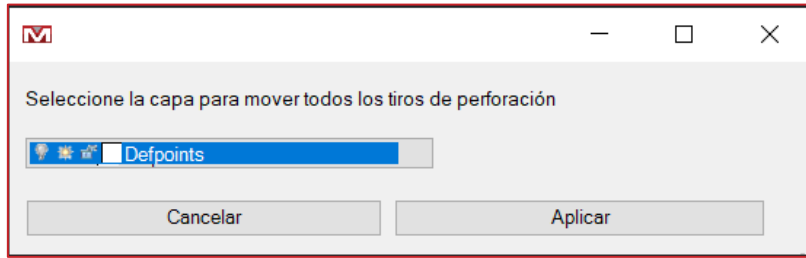 Seleccione la capa para mover todos los tiros de perforación
Defpoints
Cancelar
Aplicar